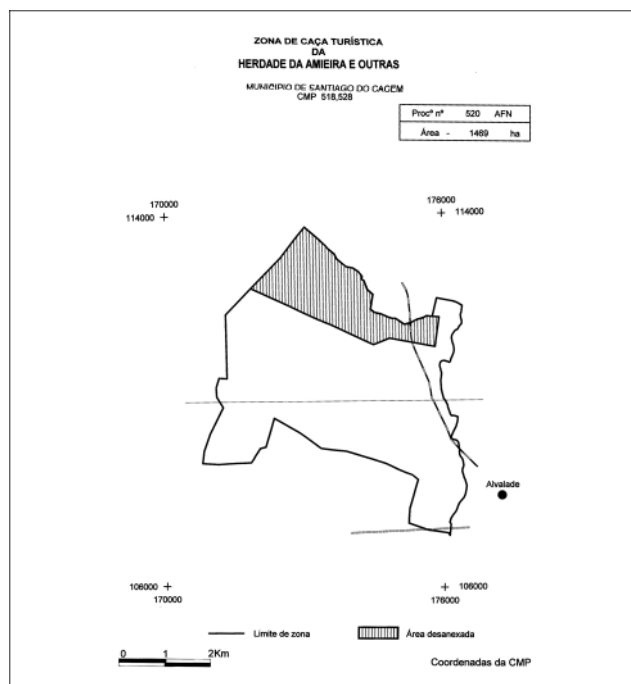 ZONA DE CAÇA TURÍSTICA
DA
HERDADE DA AMIEIRA E OUTRAS
MUNICIPIO DE SANTIAGO DO CACEM
CMP 518,528
Procº nº 520 AFN
Área - 1469 ha
170000
114000
176000
114000
Alvalade
106000
170000
106000
176000
Limite de zona
Área desanexada
0 1 2Km
Coordenadas da CMP